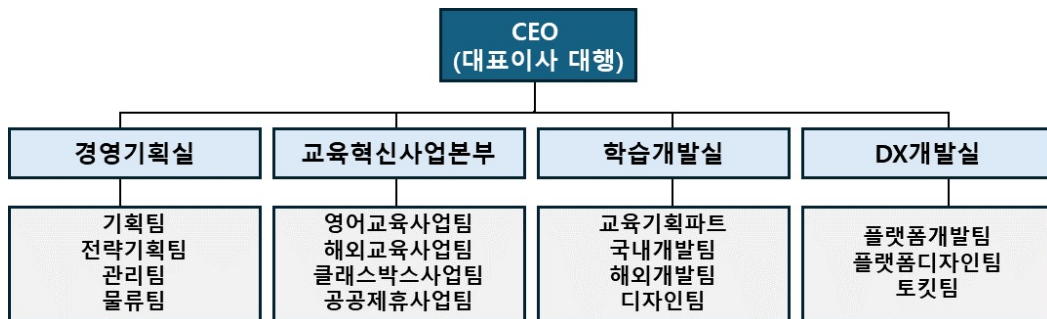 CEO
(대표이사 대행)
경영기획실
교육혁신사업본부
학습개발실
DX개발실
기획팀
전략기획팀
관리팀
물류팀
영어교육사업팀
해외교육사업팀
클래스박스사업팀
공공제휴사업팀
교육기획파트
국내개발팀
해외개발팀
디자인팀
플랫폼개발팀
플랫폼디자인팀
토킷팀